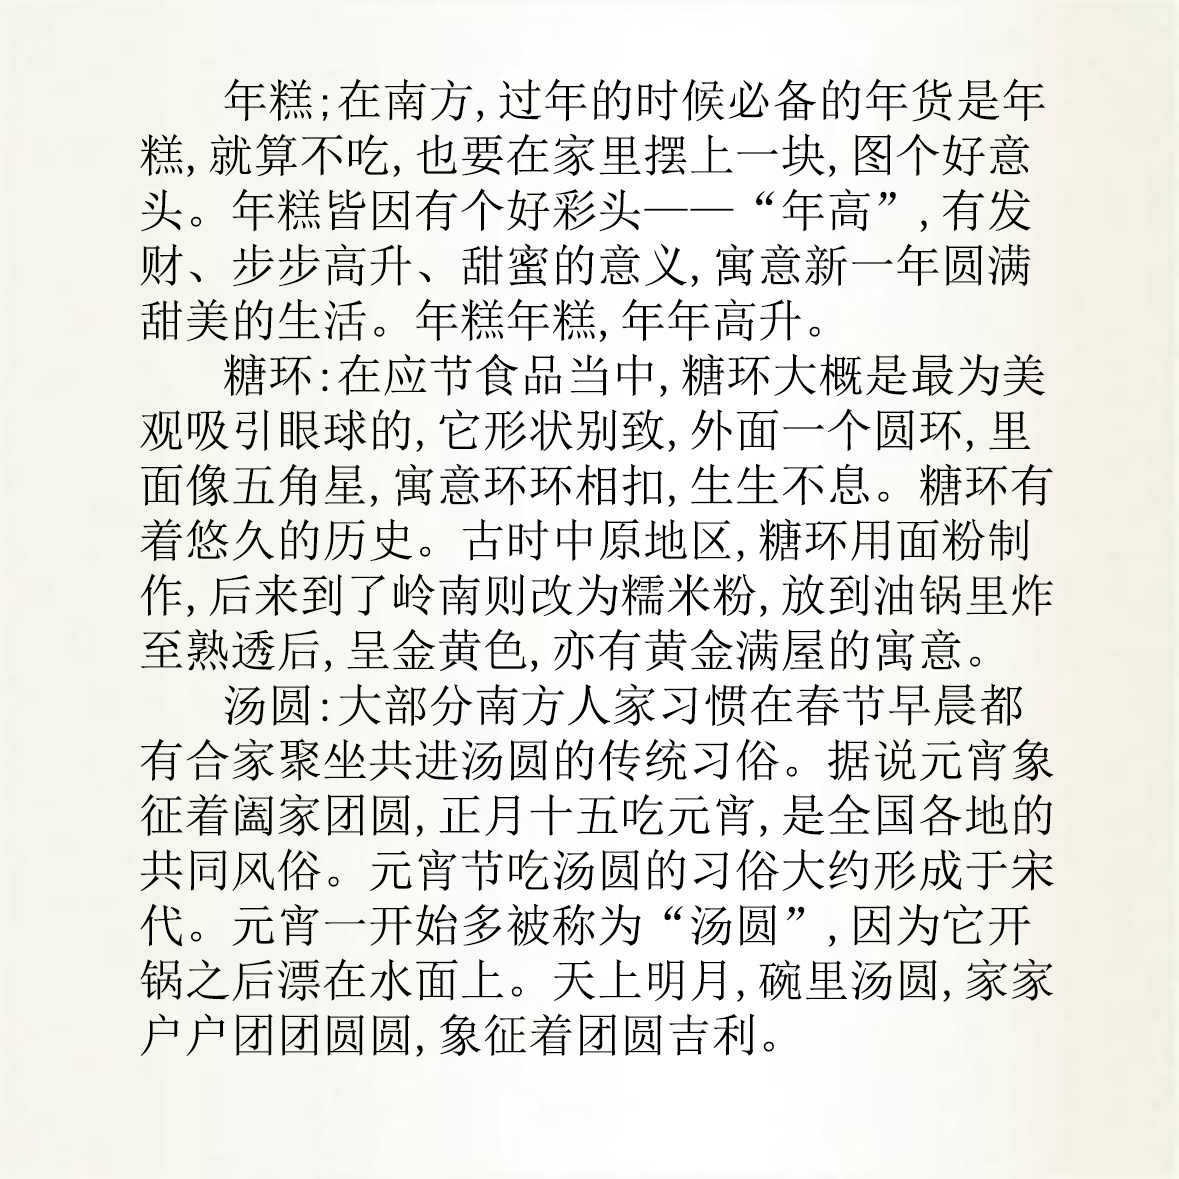 年糕;在南方,过年的时候必备的年货是年
糕,就算不吃,也要在家里摆上一块,图个好意
头。年糕皆因有个好彩头——“年高”,有发
财、步步高升、甜蜜的意义,寓意新一年圆满
甜美的生活。年糕年糕,年年高升。
糖环:在应节食品当中,糖环大概是最为美
观吸引眼球的,它形状别致,外面一个圆环,里
面像五角星,寓意环环相扣,生生不息。糖环有
着悠久的历史。古时中原地区,糖环用面粉制
作,后来到了岭南则改为糯米粉,放到油锅里炸
至熟透后,呈金黄色,亦有黄金满屋的寓意。
汤圆:大部分南方人家习惯在春节早晨都
有合家聚坐共进汤圆的传统习俗。据说元宵象
征着阖家团圆,正月十五吃元宵,是全国各地的
共同风俗。元宵节吃汤圆的习俗大约形成于宋
代。元宵一开始多被称为“汤圆”,因为它开
锅之后漂在水面上。天上明月,碗里汤圆,家家
户户团团圆圆,象征着团圆吉利。